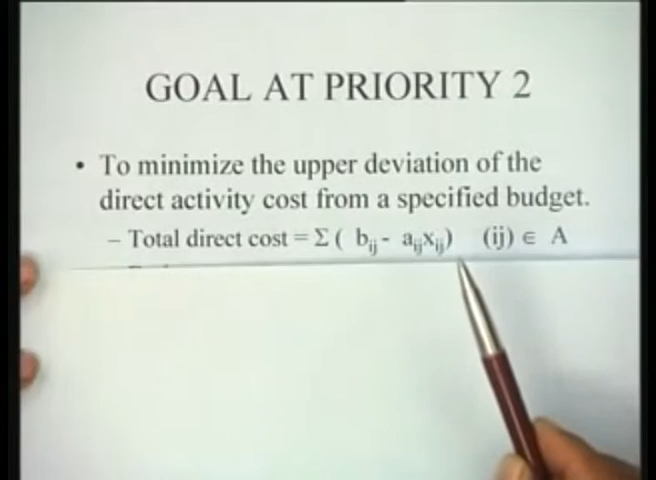 GOAL AT PRIORITY 2
• To minimize the upper deviation of the
direct activity cost from a specified budget.
– Total direct cost = Σ ( bij - aijxij) (ij) ∈ A